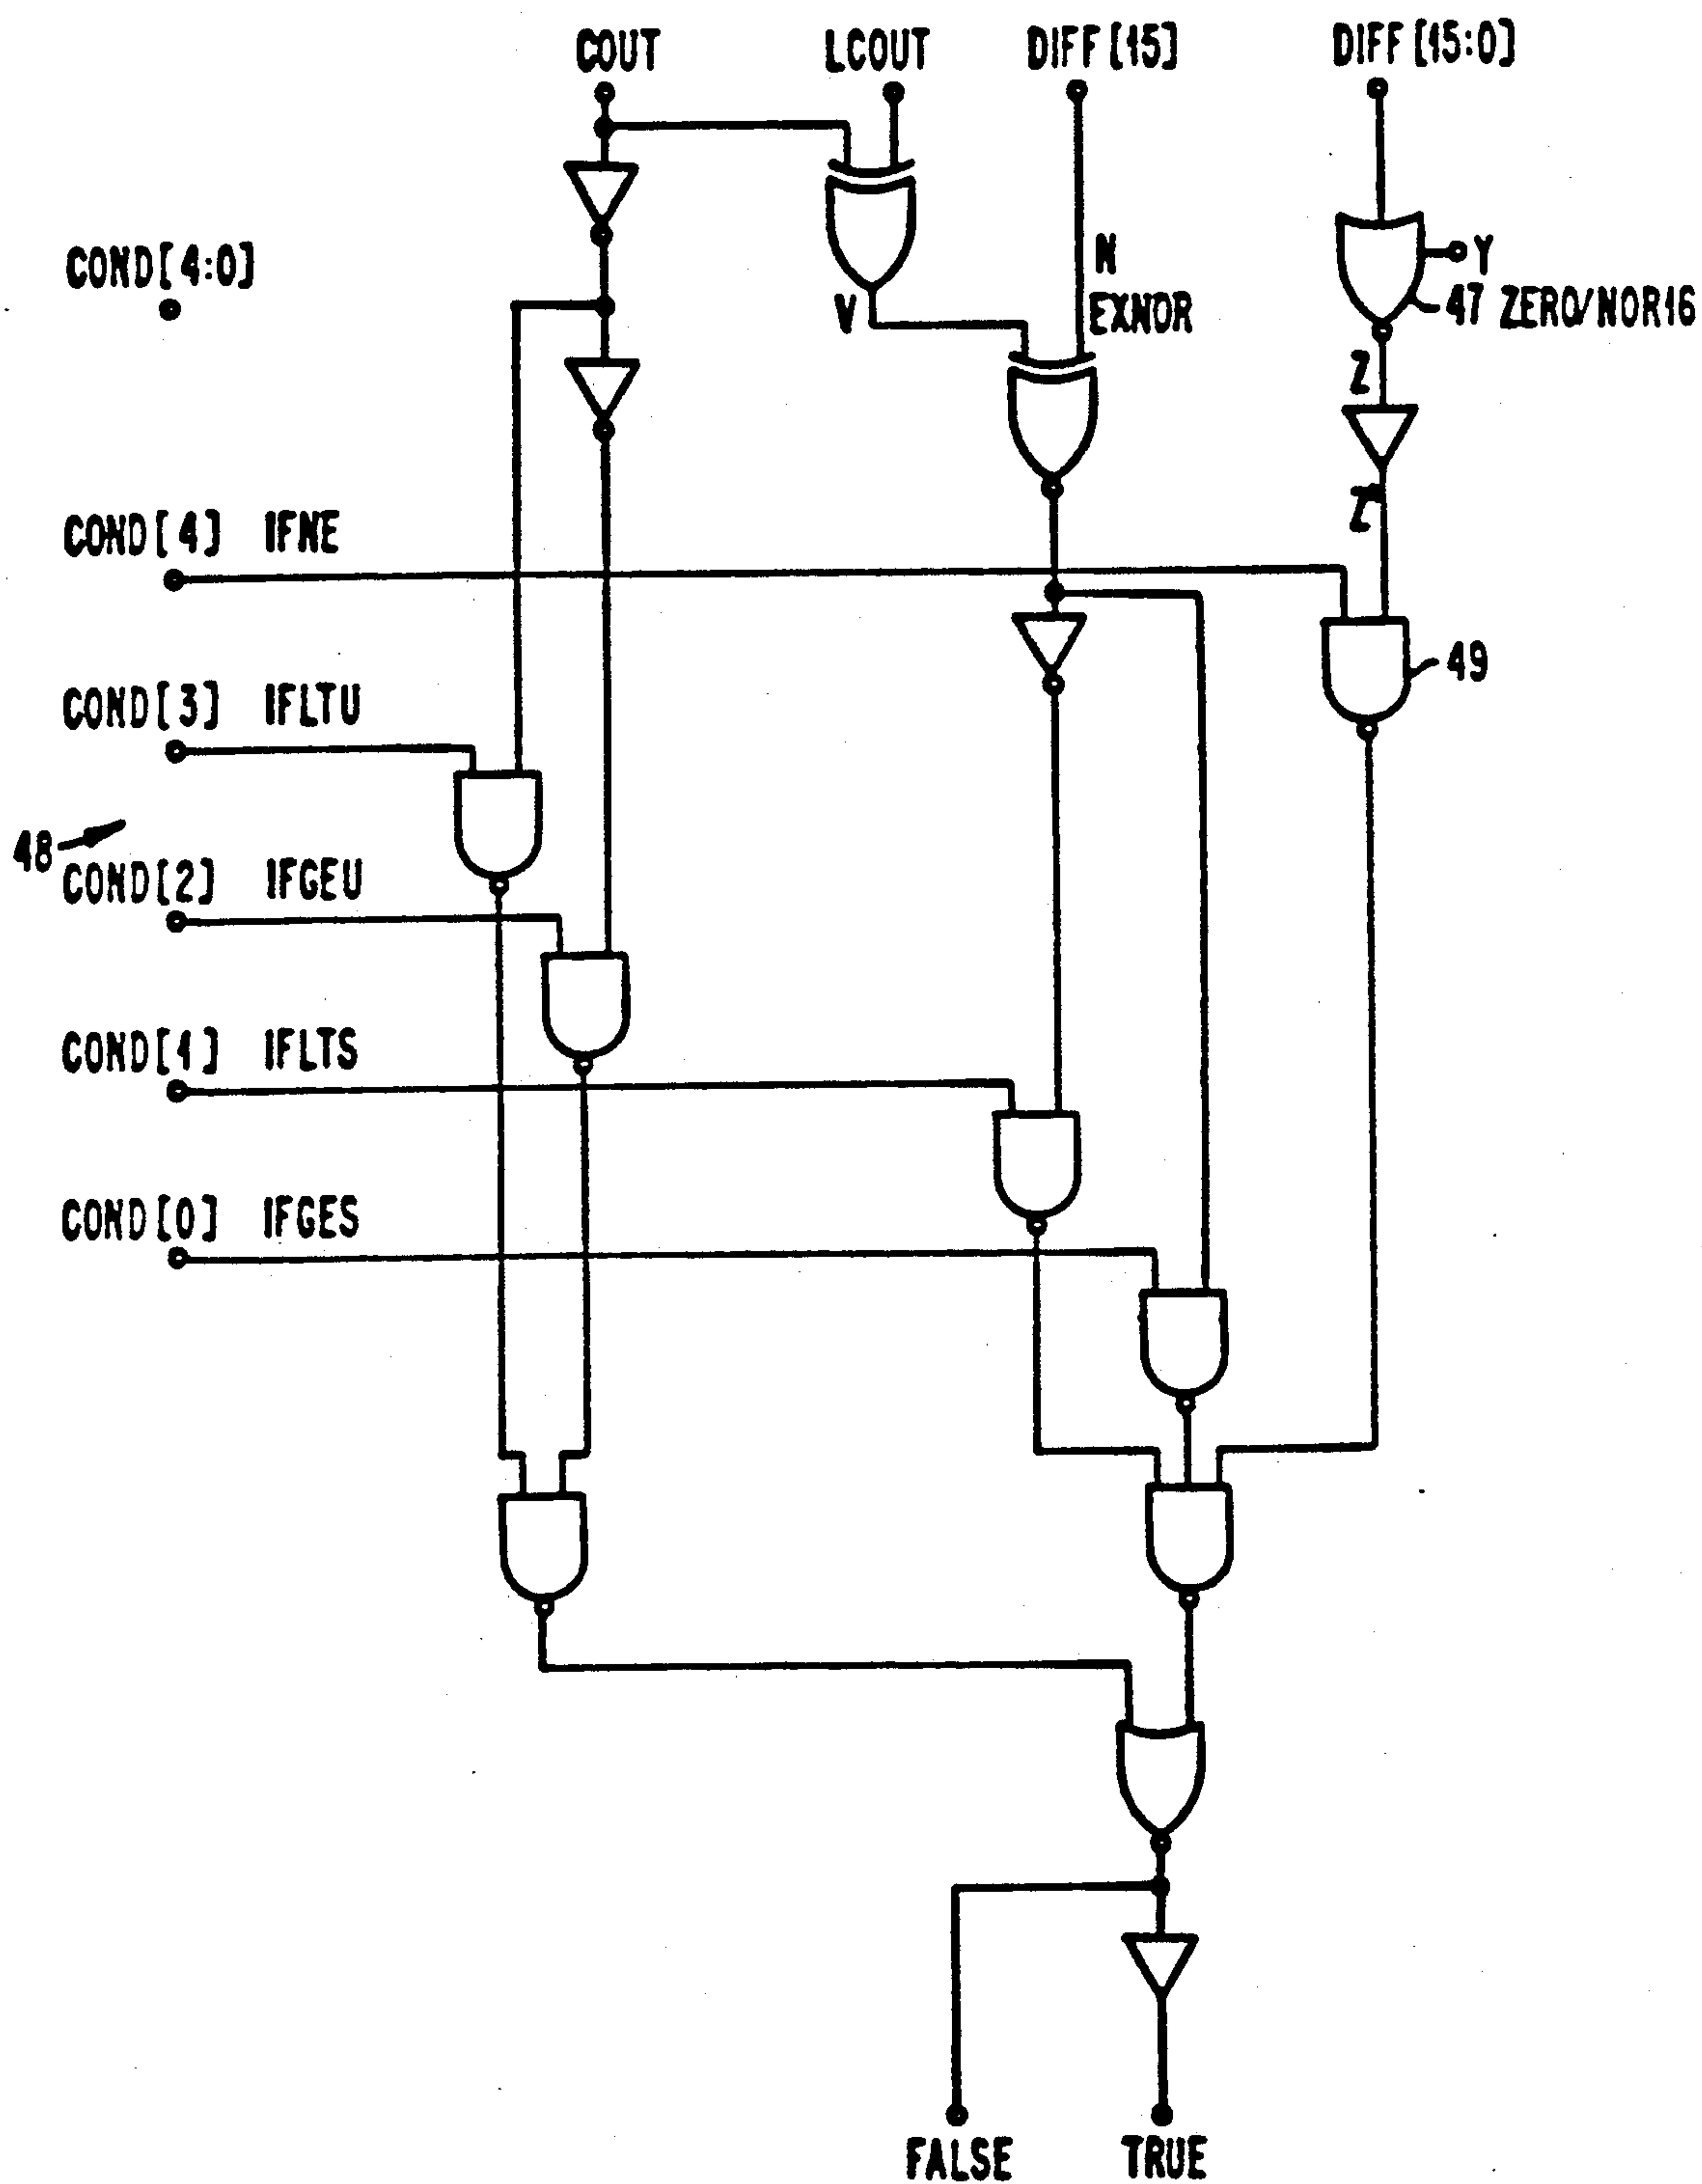 COUT LCOUT DIFF[15] DIFF[15:0]
COND[4:0]
N
Y
V
EXNOR
47 ZERO/NOR16
Z
Z*
COND[4] IFNE
49
COND[3] IFLTU
48
COND[2] IFGEU
COND[1] IFLTS
COND[0] IFGES
FALSE TRUE